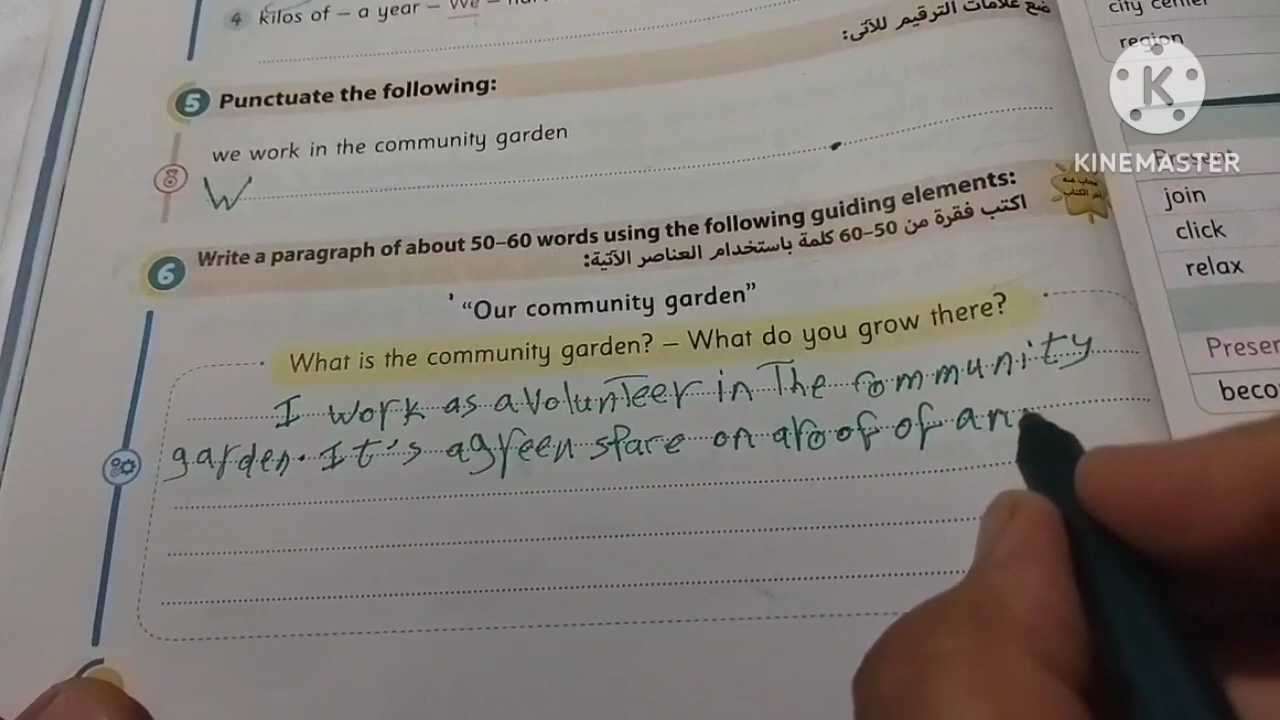 4 kilos of – a year – We –
city center
ضع علامات الترقيم للآتى:
region
5 Punctuate the following:
we work in the community garden
W .
KINEMASTER
K
Present
join
click
relax
6 Write a paragraph of about 50–60 words using the following guiding elements:
اكتب فقرة من 50–60 كلمة باستخدام العناصر الآتية:
"Our community garden"
What is the community garden? – What do you grow there?
I work as a volunteer in The community
garden. It's a green space on a roof of an
Presen
beco